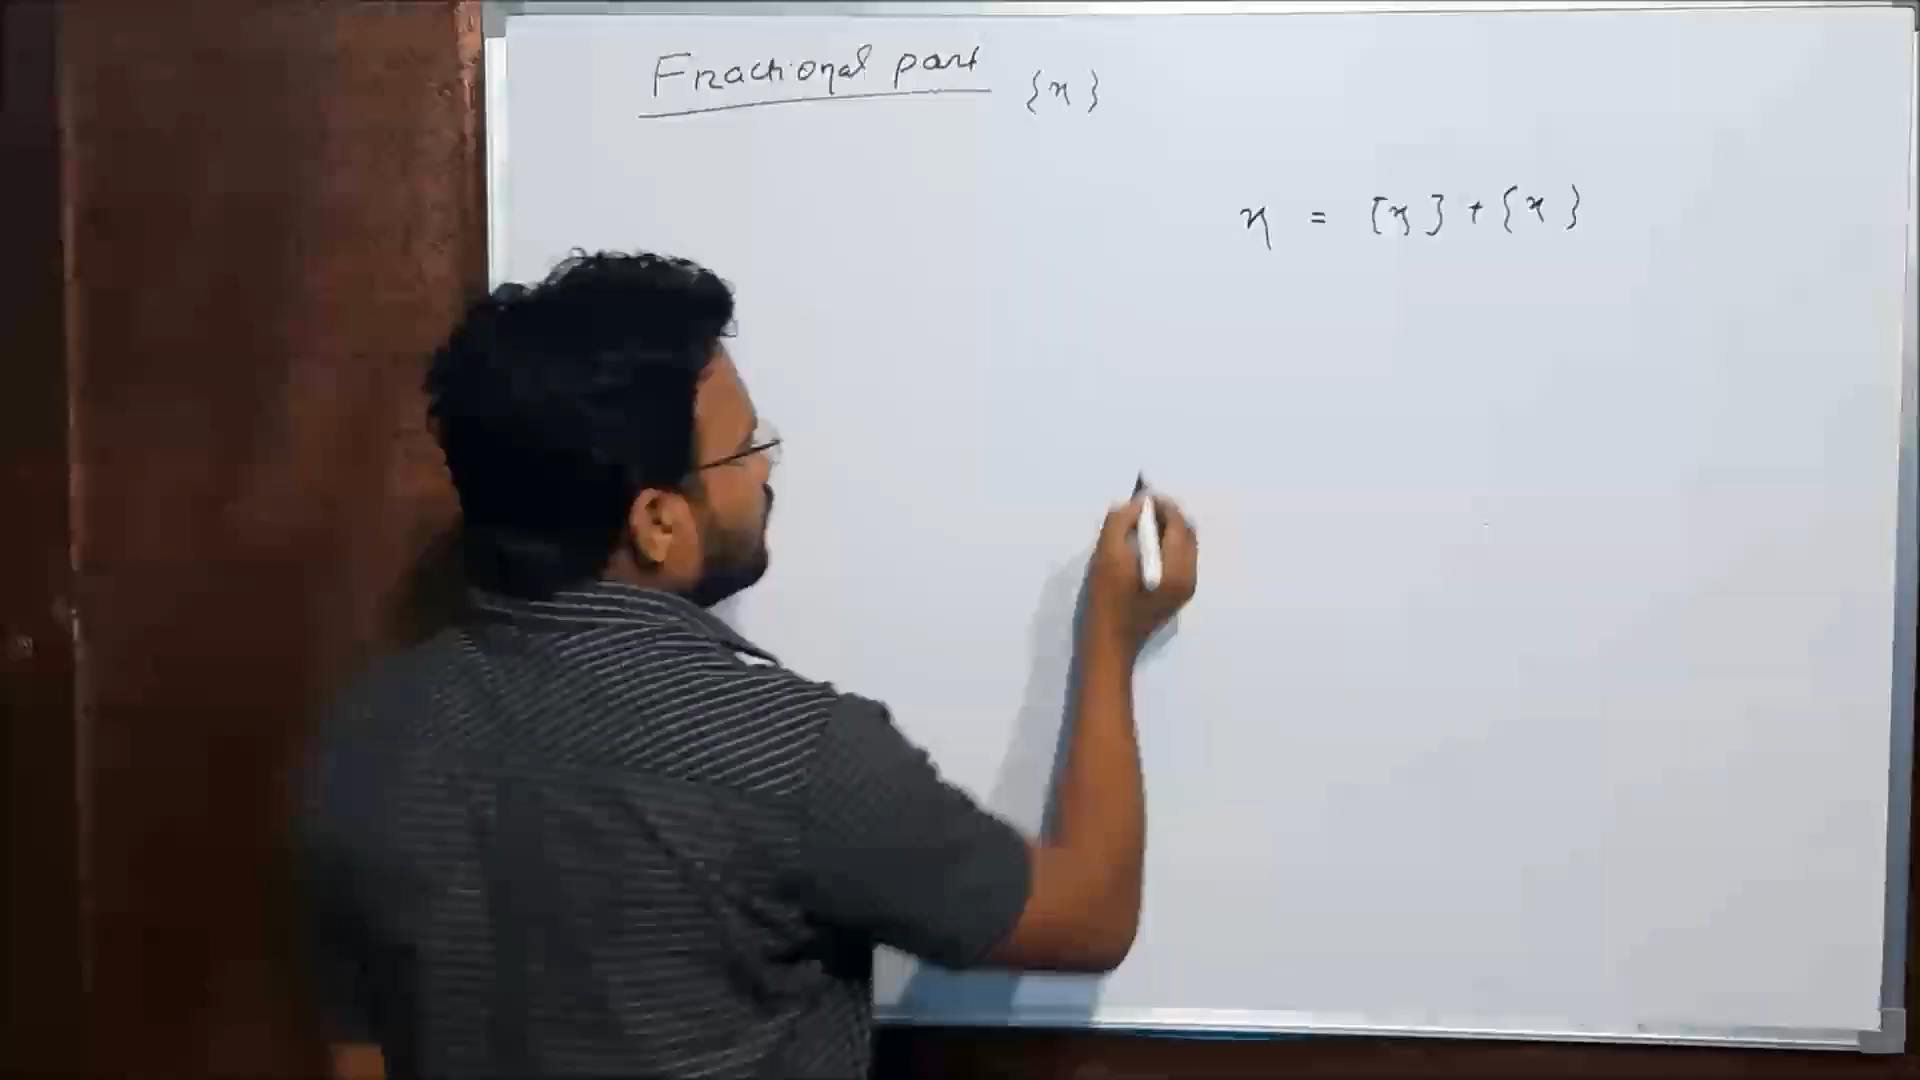 Fractional part {x}
x = [x] + {x}